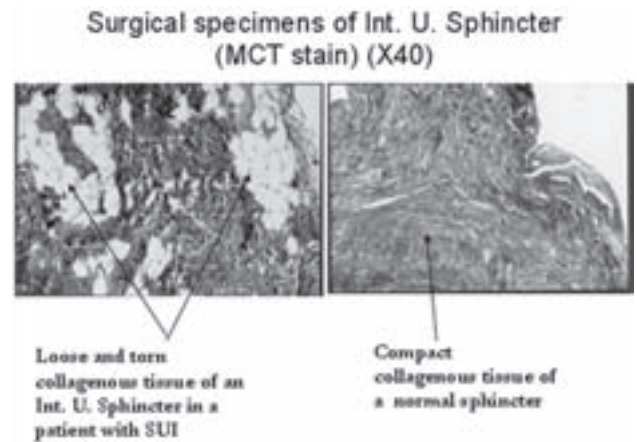 Surgical specimens of Int. U. Sphincter
(MCT stain) (X40)
Loose and torn
collagenous tissue of an
Int. U. Sphincter in a
patient with SUI
Compact
collagenous tissue of
a normal sphincter